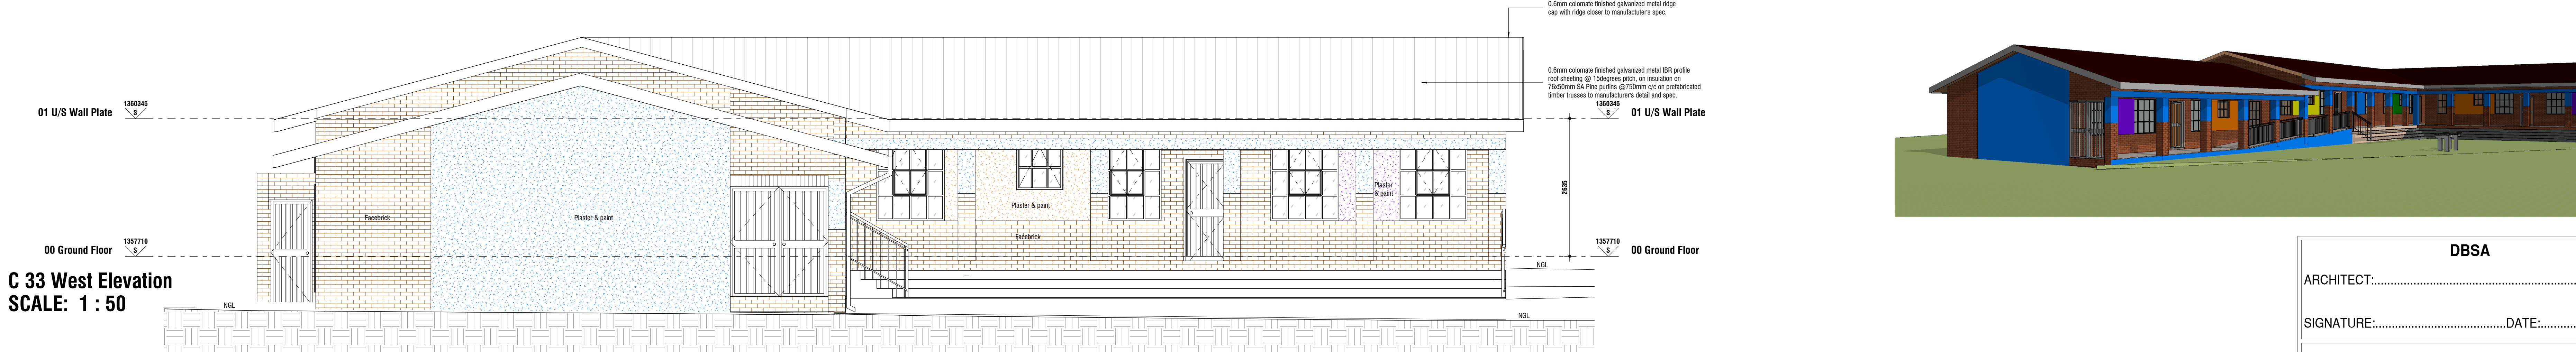 0.6mm colomate finished galvanized metal ridge
cap with ridge closer to manufactuter's spec.
0.6mm colomate finished galvanized metal IBR profile
roof sheeting @ 15degrees pitch, on insulation on
76x50mm SA Pine purlins @750mm c/c on prefabricated
timber trusses to manufacturer's detail and spec.
01 U/S Wall Plate
1360345
S
1360345
S
01 U/S Wall Plate
2635
Plaster
& paint
Plaster & paint
Facebrick
Plaster & paint
Facebrick
00 Ground Floor
1357710
S
1357710
S
00 Ground Floor
NGL
C 33 West Elevation
SCALE: 1 : 50
NGL
NGL
DBSA
ARCHITECT:
SIGNATURE: DATE: